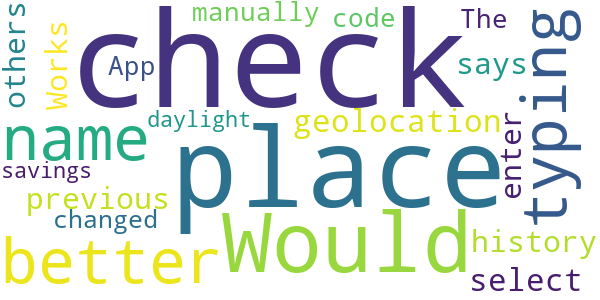 others
Works
manually
code
The
check
App
says
typing
name
daylight
geolocation
enter
place
savings
previous
changed
Would
better
history
select